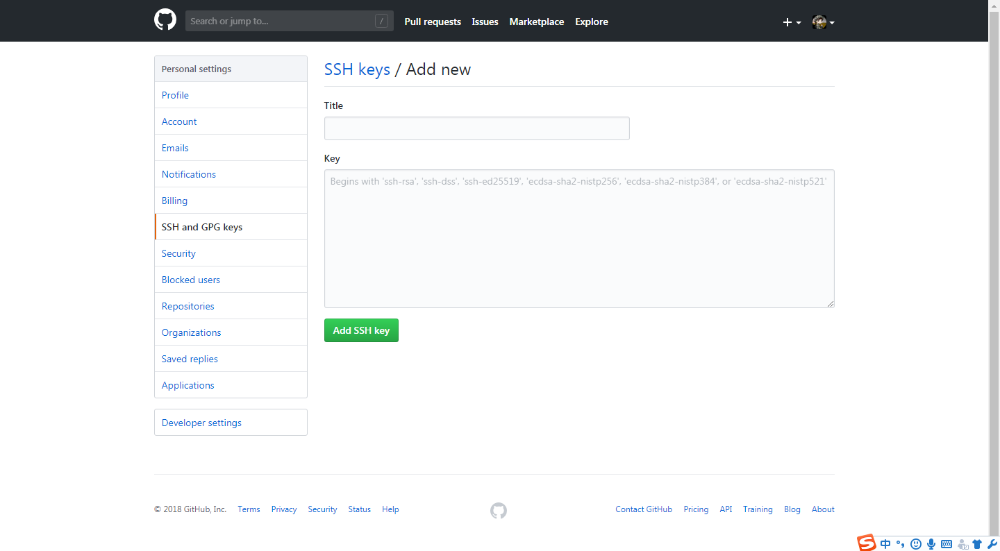 Search or jump to... /
Pull requests Issues Marketplace Explore
Personal settings
Profile
Account
Emails
Notifications
Billing
SSH and GPG keys
Security
Blocked users
Repositories
Organizations
Saved replies
Applications
Developer settings
SSH keys / Add new
Title
Key
Begins with 'ssh-rsa', 'ssh-dss', 'ssh-ed25519', 'ecdsa-sha2-nistp256', 'ecdsa-sha2-nistp384', or 'ecdsa-sha2-nistp521'
Add SSH key
© 2018 GitHub, Inc. Terms Privacy Security Status Help
Contact GitHub Pricing API Training Blog About
S 中 °,